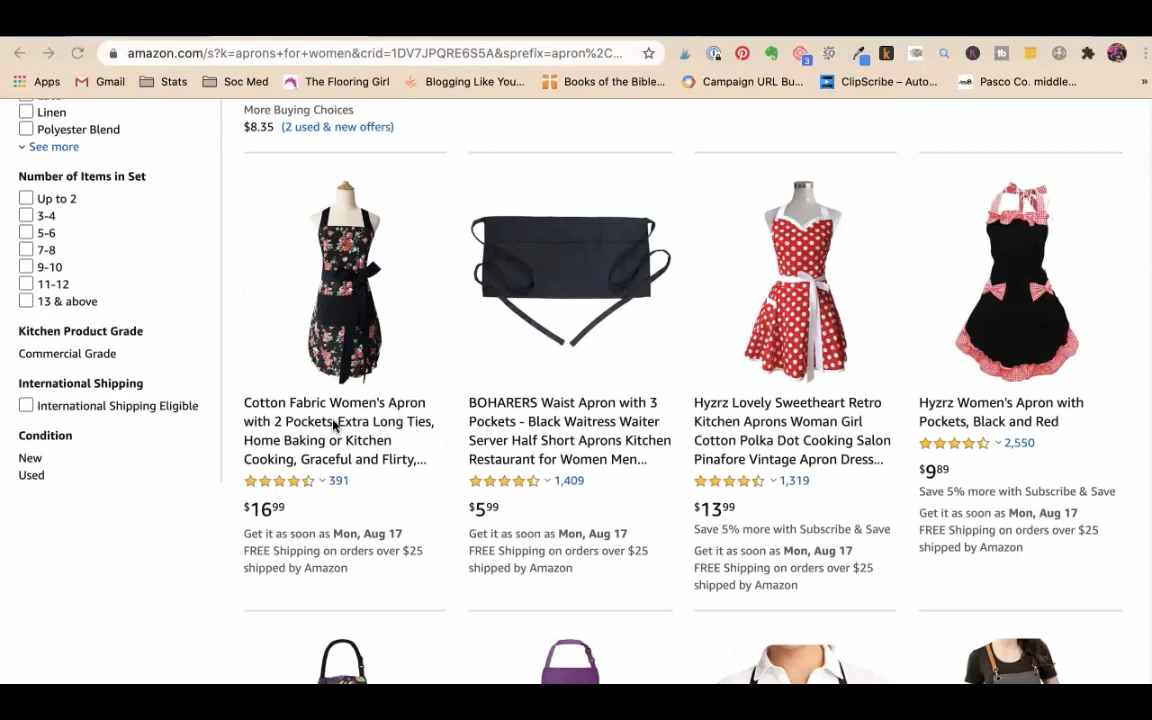 amazon.com/s?k=aprons+for+women&crid=1DV7JPQRE6S5A&sprefix=apron%2C...
3
Apps
Gmail
Stats
Soc Med
The Flooring Girl
Blogging Like You...
Books of the Bible...
Campaign URL Bu...
ClipScribe – Auto...
Pasco Co. middle...
»
Linen
Polyester Blend
See more
Number of Items in Set
Up to 2
3-4
5-6
7-8
9-10
11-12
13 & above
Kitchen Product Grade
Commercial Grade
International Shipping
International Shipping Eligible
Condition
New
Used
More Buying Choices
$8.35 (2 used & new offers)
Cotton Fabric Women's Apron
with 2 Pockets,Extra Long Ties,
Home Baking or Kitchen
Cooking, Graceful and Flirty,...
391
$16.99
Get it as soon as Mon, Aug 17
FREE Shipping on orders over $25
shipped by Amazon
BOHARERS Waist Apron with 3
Pockets - Black Waitress Waiter
Server Half Short Aprons Kitchen
Restaurant for Women Men...
1,409
$5.99
Get it as soon as Mon, Aug 17
FREE Shipping on orders over $25
shipped by Amazon
Hyzrz Lovely Sweetheart Retro
Kitchen Aprons Woman Girl
Cotton Polka Dot Cooking Salon
Pinafore Vintage Apron Dress...
1,319
$13.99
Save 5% more with Subscribe & Save
Get it as soon as Mon, Aug 17
FREE Shipping on orders over $25
shipped by Amazon
Hyzrz Women's Apron with
Pockets, Black and Red
2,550
$9.89
Save 5% more with Subscribe & Save
Get it as soon as Mon, Aug 17
FREE Shipping on orders over $25
shipped by Amazon